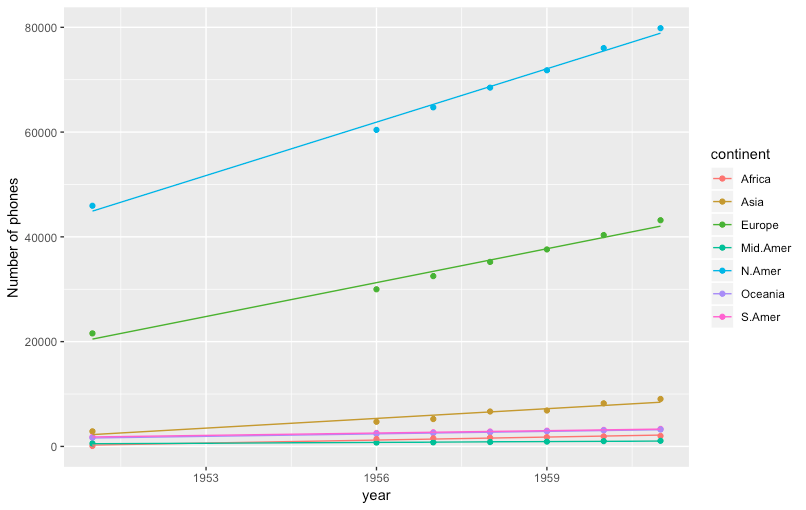 80000
60000
40000
20000
0
Number of phones
1953
1956
1959
year
continent
Africa
Asia
Europe
Mid.Amer
N.Amer
Oceania
S.Amer